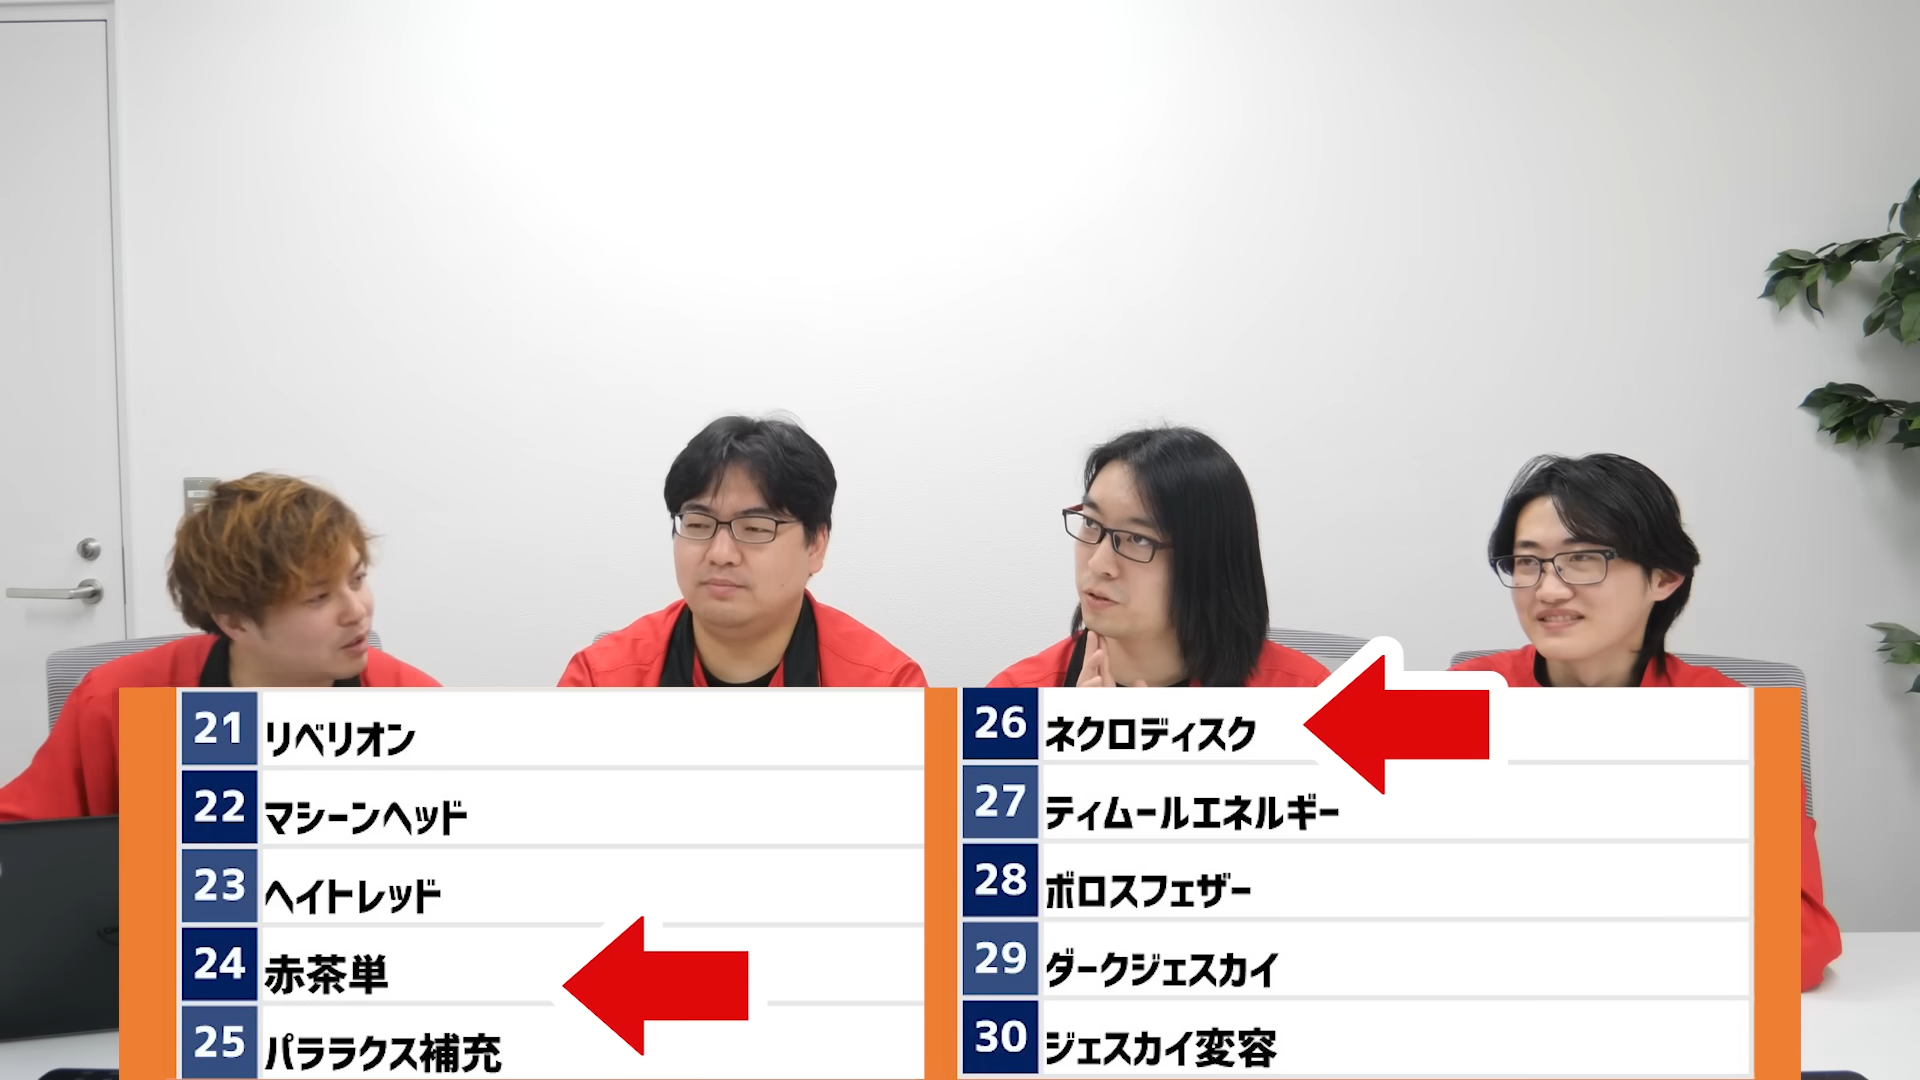 21 リベリオン
22 マシーンヘッド
23 ヘイトレッド
24 赤茶単
25 パララクス補充
26 ネクロディスク
27 ティムールエネルギー
28 ボロスフェザー
29 ダークジェスカイ
30 ジェスカイ変容